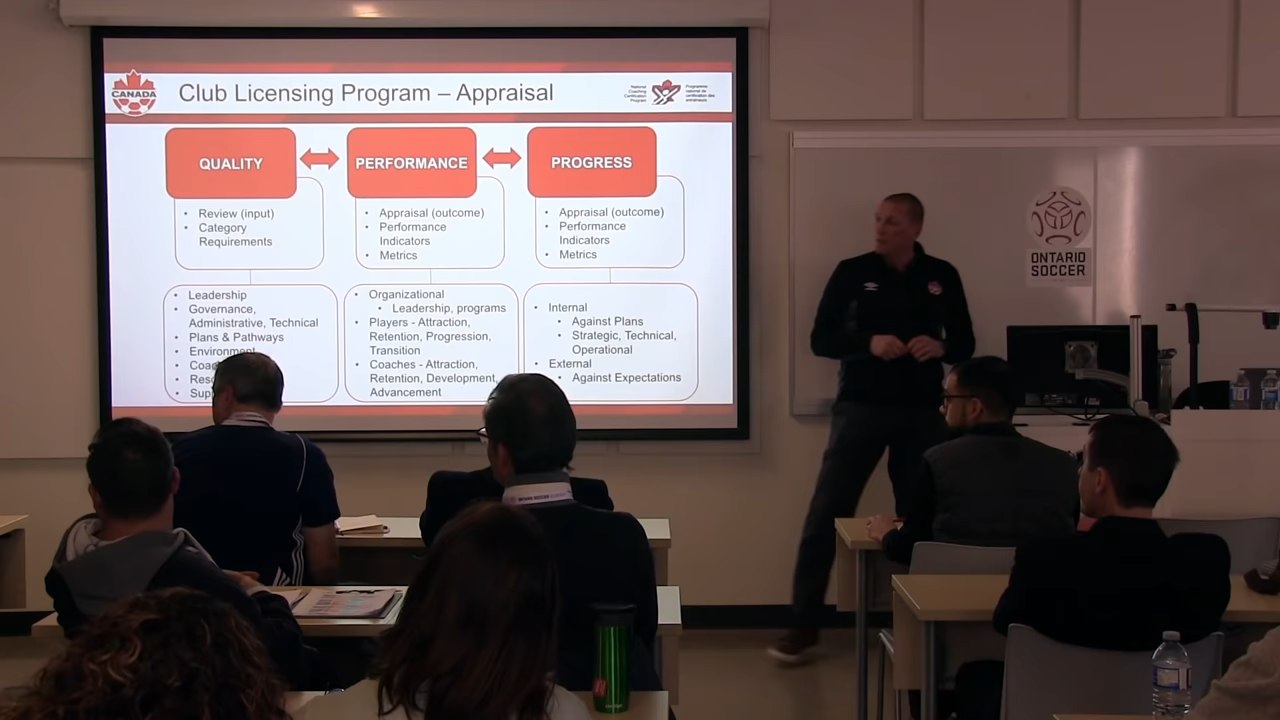 CANADA
Club Licensing Program – Appraisal
National
Coaching
Certification
Program
Programme
national de
certification des
entraîneurs
QUALITY
PERFORMANCE
PROGRESS
• Review (input)
• Category
Requirements
• Appraisal (outcome)
• Performance
Indicators
• Metrics
• Appraisal (outcome)
• Performance
Indicators
• Metrics
• Leadership
• Governance,
Administrative, Technical
• Plans & Pathways
• Environment
• Organizational
• Leadership, programs
• Players - Attraction,
Retention, Progression,
Transition
• Coaches - Attraction,
Retention, Development,
Advancement
• Internal
• Against Plans
• Strategic, Technical,
Operational
• External
• Against Expectations
ONTARIO
SOCCER